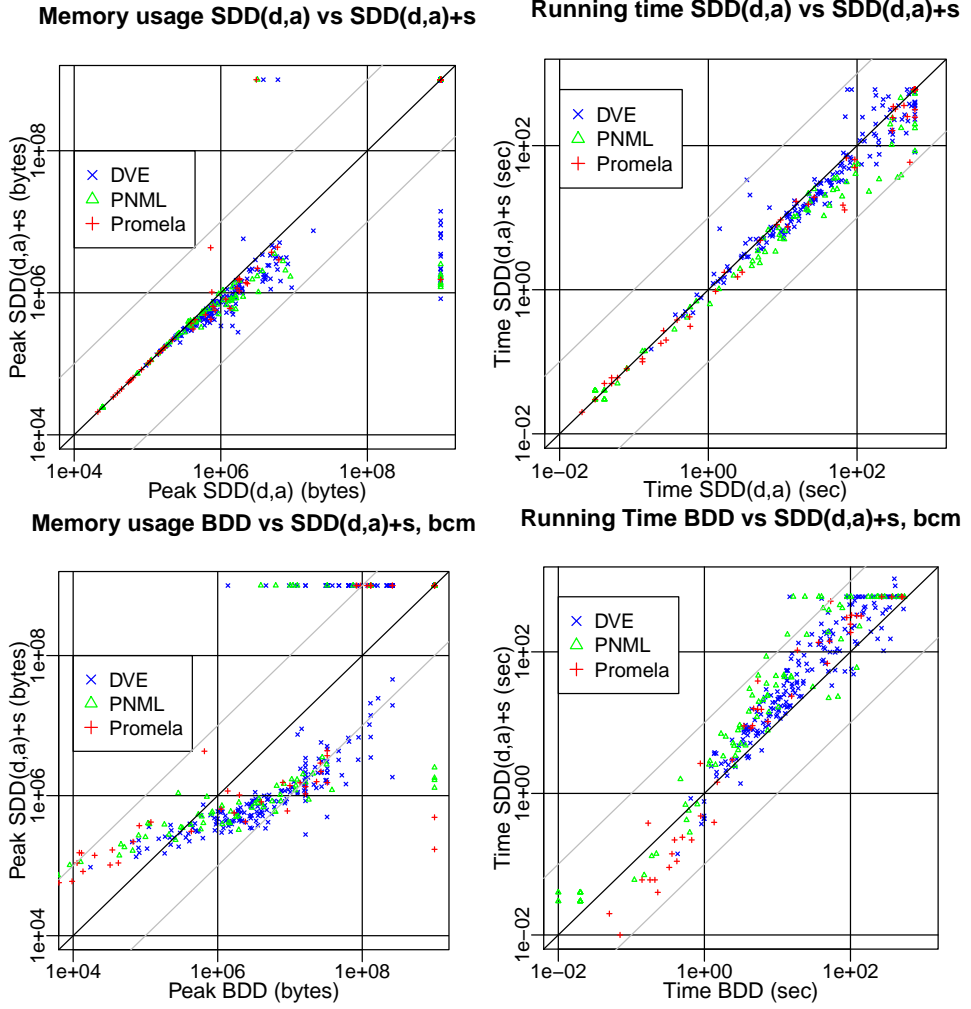 Memory usage SDD(d,a) vs SDD(d,a)+s
Peak SDD(d,a)+s (bytes)
1e+08
1e+06
1e+04
DVE
PNML
Promela
1e+04 1e+06 1e+08
Peak SDD(d,a) (bytes)
Running time SDD(d,a) vs SDD(d,a)+s
Time SDD(d,a)+s (sec)
1e+02
1e+00
1e−02
DVE
PNML
Promela
1e−02 1e+00 1e+02
Time SDD(d,a) (sec)
Memory usage BDD vs SDD(d,a)+s, bcm
Peak SDD(d,a)+s (bytes)
1e+08
1e+06
1e+04
DVE
PNML
Promela
1e+04 1e+06 1e+08
Peak BDD (bytes)
Running Time BDD vs SDD(d,a)+s, bcm
Time SDD(d,a)+s (sec)
1e+02
1e+00
1e−02
DVE
PNML
Promela
1e−02 1e+00 1e+02
Time BDD (sec)